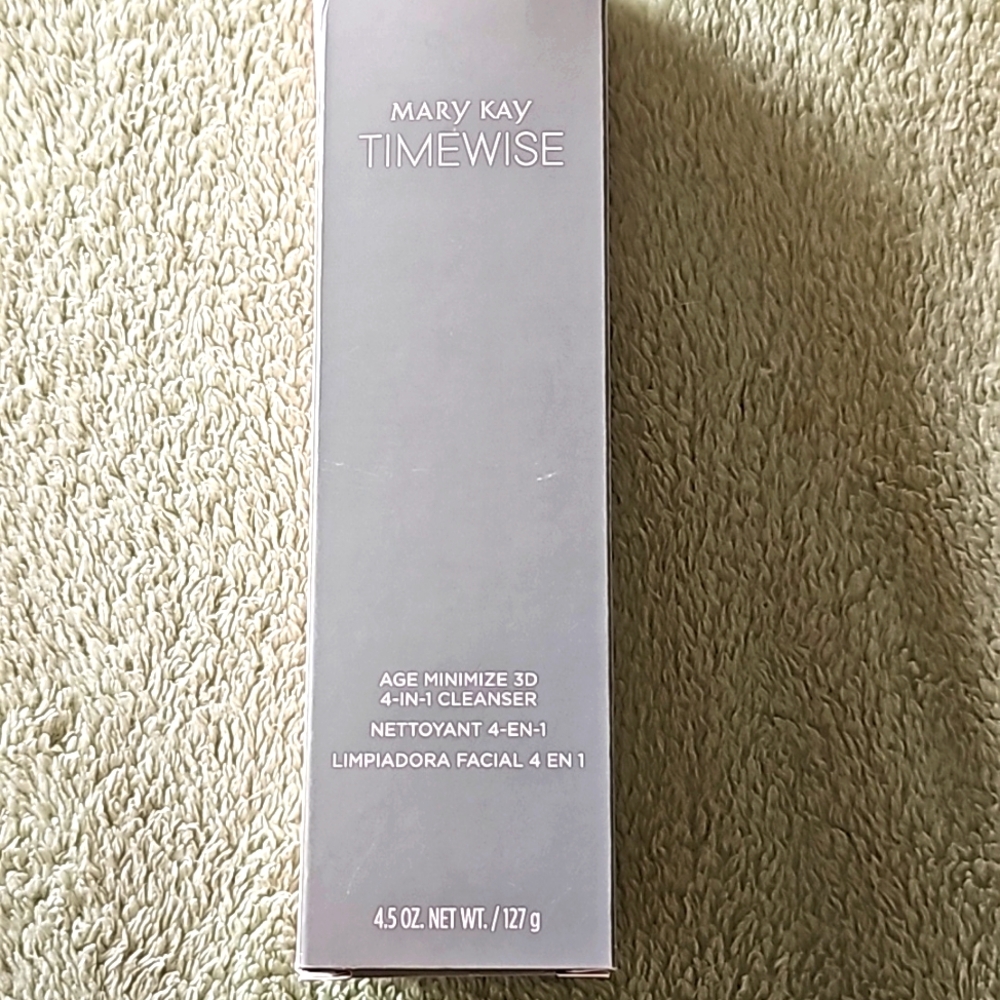 MARY KAY
TIMEWISE
AGE MINIMIZE 3D
4-IN-1 CLEANSER
NETTOYANT 4-EN-1
LIMPIADORA FACIAL 4 EN 1
4.5 OZ. NET WT. / 127 g